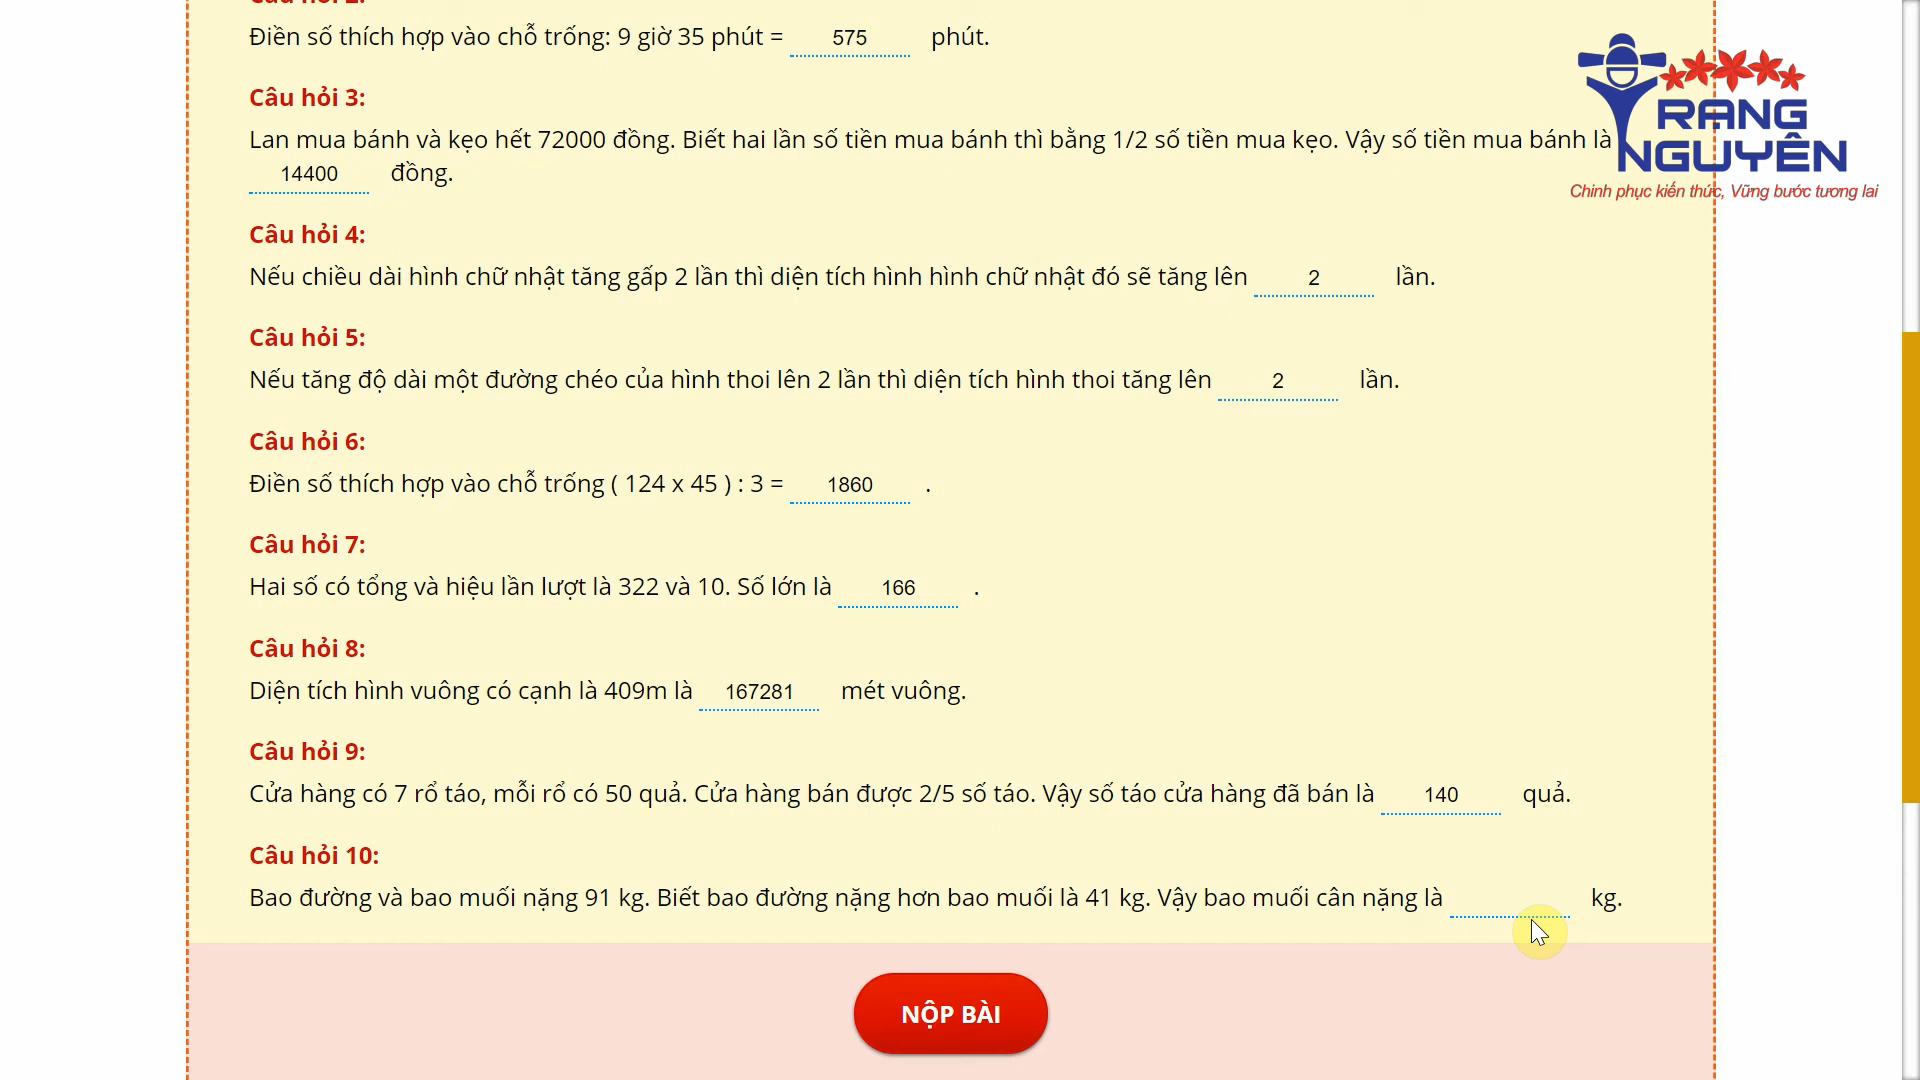 Câu hỏi 2:
Điền số thích hợp vào chỗ trống: 9 giờ 35 phút = 575 phút.
Câu hỏi 3:
Lan mua bánh và kẹo hết 72000 đồng. Biết hai lần số tiền mua bánh thì bằng 1/2 số tiền mua kẹo. Vậy số tiền mua bánh là
14400 đồng.
Câu hỏi 4:
Nếu chiều dài hình chữ nhật tăng gấp 2 lần thì diện tích hình hình chữ nhật đó sẽ tăng lên 2 lần.
Câu hỏi 5:
Nếu tăng độ dài một đường chéo của hình thoi lên 2 lần thì diện tích hình thoi tăng lên 2 lần.
Câu hỏi 6:
Điền số thích hợp vào chỗ trống ( 124 x 45 ) : 3 = 1860 .
Câu hỏi 7:
Hai số có tổng và hiệu lần lượt là 322 và 10. Số lớn là 166 .
Câu hỏi 8:
Diện tích hình vuông có cạnh là 409m là 167281 mét vuông.
Câu hỏi 9:
Cửa hàng có 7 rổ táo, mỗi rổ có 50 quả. Cửa hàng bán được 2/5 số táo. Vậy số táo cửa hàng đã bán là 140 quả.
Câu hỏi 10:
Bao đường và bao muối nặng 91 kg. Biết bao đường nặng hơn bao muối là 41 kg. Vậy bao muối cân nặng là kg.
NỘP BÀI
TRẠNG
NGUYÊN
Chinh phục kiến thức, Vững bước tương lai